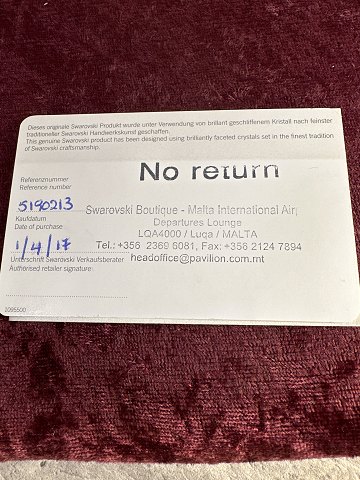 Dieses originale Swarovski Produkt wurde unter Verwendung von brillant geschliffenem Kristall nach feinster
traditioneller Swarovski Handwerkskunst geschaffen.
This genuine Swarovski product has been designed using brilliantly faceted crystals set in the finest tradition
of Swarovski craftsmanship.
No return
Referenznummer
Reference number
5190213
Swarovski Boutique - Malta International Air
Kaufdatum
Departures Lounge
Date of purchase
LQA4000 / Luqa / MALTA
1/4/17
Tel.: +356 2369 6081, Fax: +356 2124 7894
Unterschrift Swarovski Verkaufsberater
headoffice@pavilion.com.mt
Authorised retailer signature
1095500